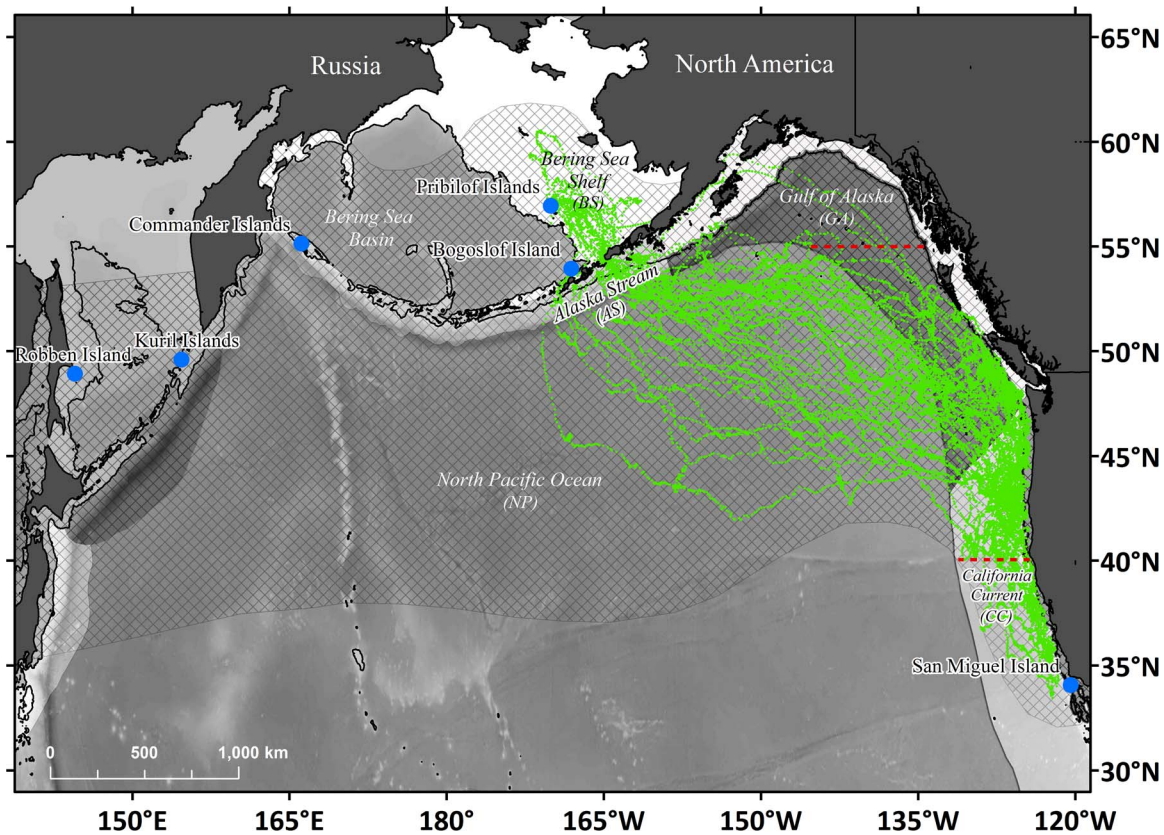 Russia
North America
65°N
60°N
Bering Sea
Shelf
(BS)
Pribilof Islands
Gulf of Alaska
(GA)
Commander Islands
Bering Sea
Basin
Bogoslof Island
55°N
Alaska Stream
(AS)
Kuril Islands
Robben Island
50°N
45°N
North Pacific Ocean
(NP)
40°N
California
Current
(CC)
San Miguel Island
35°N
0 500 1,000 km
30°N
150°E 165°E 180° 165°W 150°W 135°W 120°W